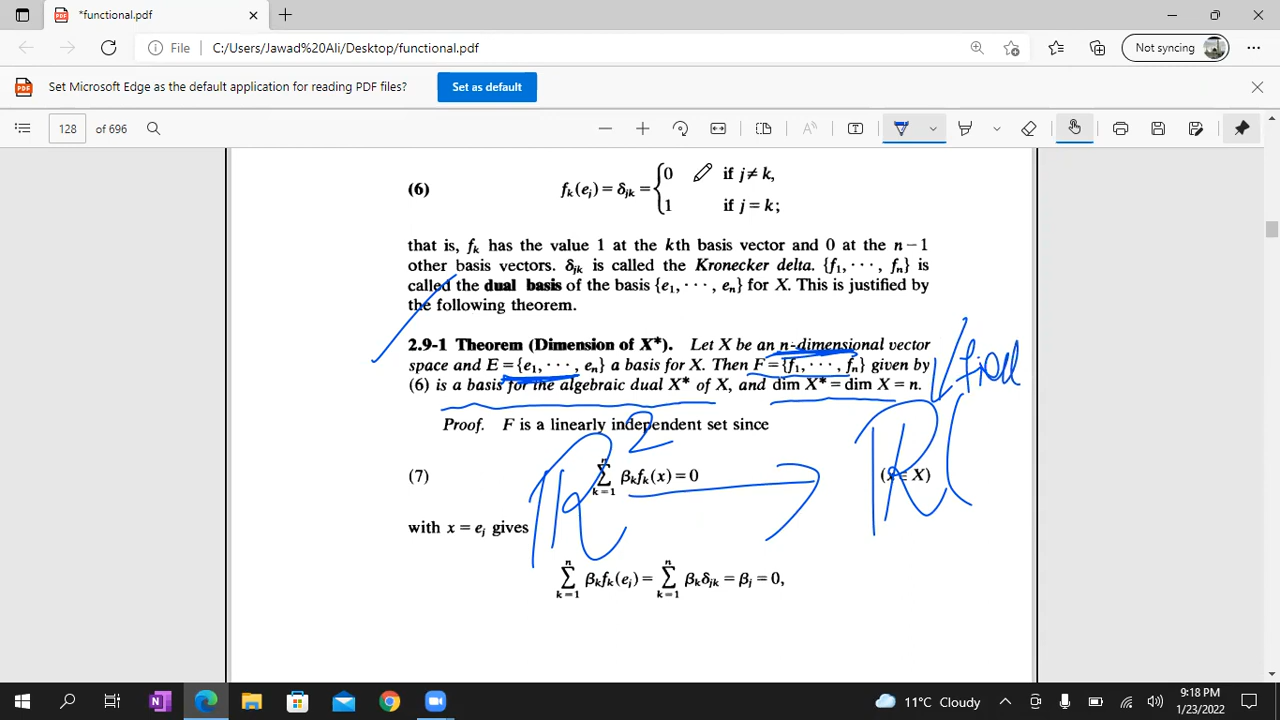 *functional.pdf
File C:/Users/Jawad%20Ali/Desktop/functional.pdf
Not syncing
Set Microsoft Edge as the default application for reading PDF files? Set as default
128 of 696
(6) fₖ(eⱼ) = δⱼₖ = {0 if j ≠ k,
1 if j = k;
that is, fₖ has the value 1 at the kth basis vector and 0 at the n − 1
other basis vectors. δⱼₖ is called the Kronecker delta. {f₁, · · · , fₙ} is
called the dual basis of the basis {e₁, · · · , eₙ} for X. This is justified by
the following theorem.
2.9-1 Theorem (Dimension of X*). Let X be an n-dimensional vector
space and E = {e₁, · · · , eₙ} a basis for X. Then F = {f₁, · · · , fₙ} given by
(6) is a basis for the algebraic dual X* of X, and dim X* = dim X = n.
Proof. F is a linearly independent set since
ℝ² → ℝ(
(7) ∑ₖ₌₁ⁿ βₖfₖ(x) = 0 (x ∈ X)
with x = eⱼ gives
∑ₖ₌₁ⁿ βₖfₖ(eⱼ) = ∑ₖ₌₁ⁿ βₖδⱼₖ = βⱼ = 0,
11°C Cloudy
9:18 PM
1/23/2022